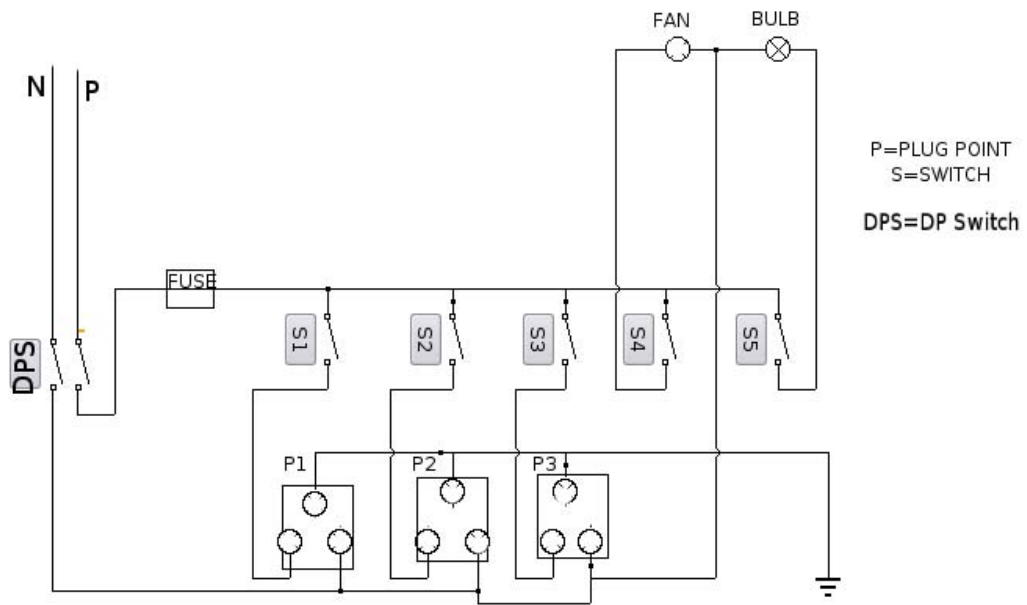 FAN
BULB
N
P
P=PLUG POINT
S=SWITCH
DPS=DP Switch
FUSE
DPS
S1
S2
S3
S4
S5
P1
P2
P3